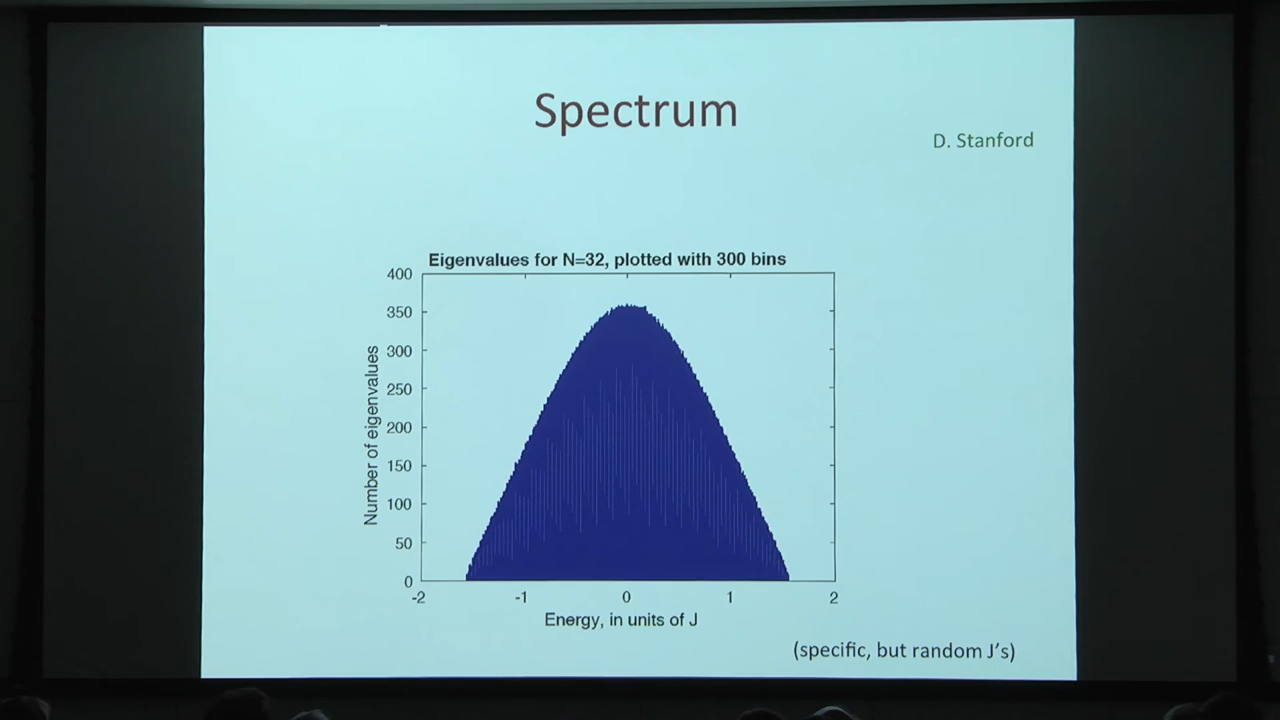 Spectrum
D. Stanford
Eigenvalues for N=32, plotted with 300 bins
Number of eigenvalues
400
350
300
250
200
150
100
50
0
-2 -1 0 1 2
Energy, in units of J
(specific, but random J's)